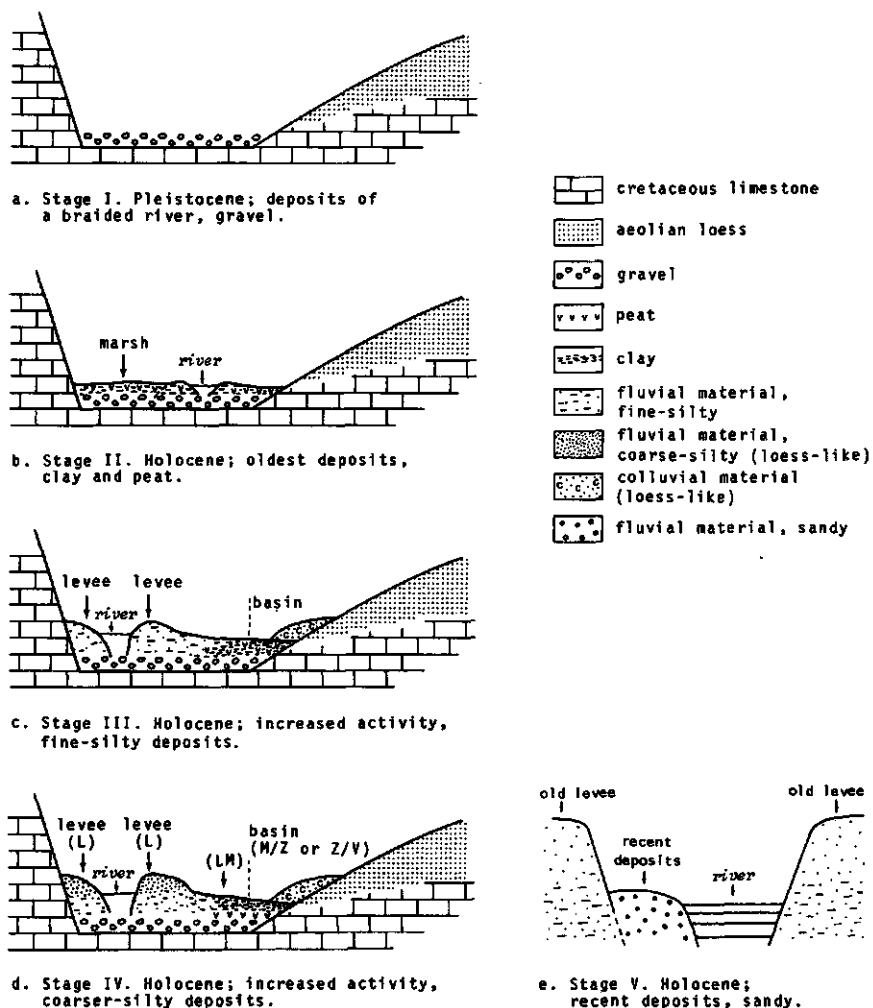 a. Stage I. Pleistocene; deposits of
a braided river, gravel.
marsh
river
b. Stage II. Holocene; oldest deposits,
clay and peat.
levee levee
river
basin
c. Stage III. Holocene; increased activity,
fine-silty deposits.
levee levee basin
(L) (L) (LM) (M/Z or Z/V)
river
d. Stage IV. Holocene; increased activity,
coarser-silty deposits.
cretaceous limestone
aeolian loess
gravel
peat
clay
fluvial material,
fine-silty
fluvial material,
coarse-silty (loess-like)
colluvial material
(loess-like)
fluvial material, sandy
old levee old levee
recent
deposits
river
e. Stage V. Holocene;
recent deposits, sandy.